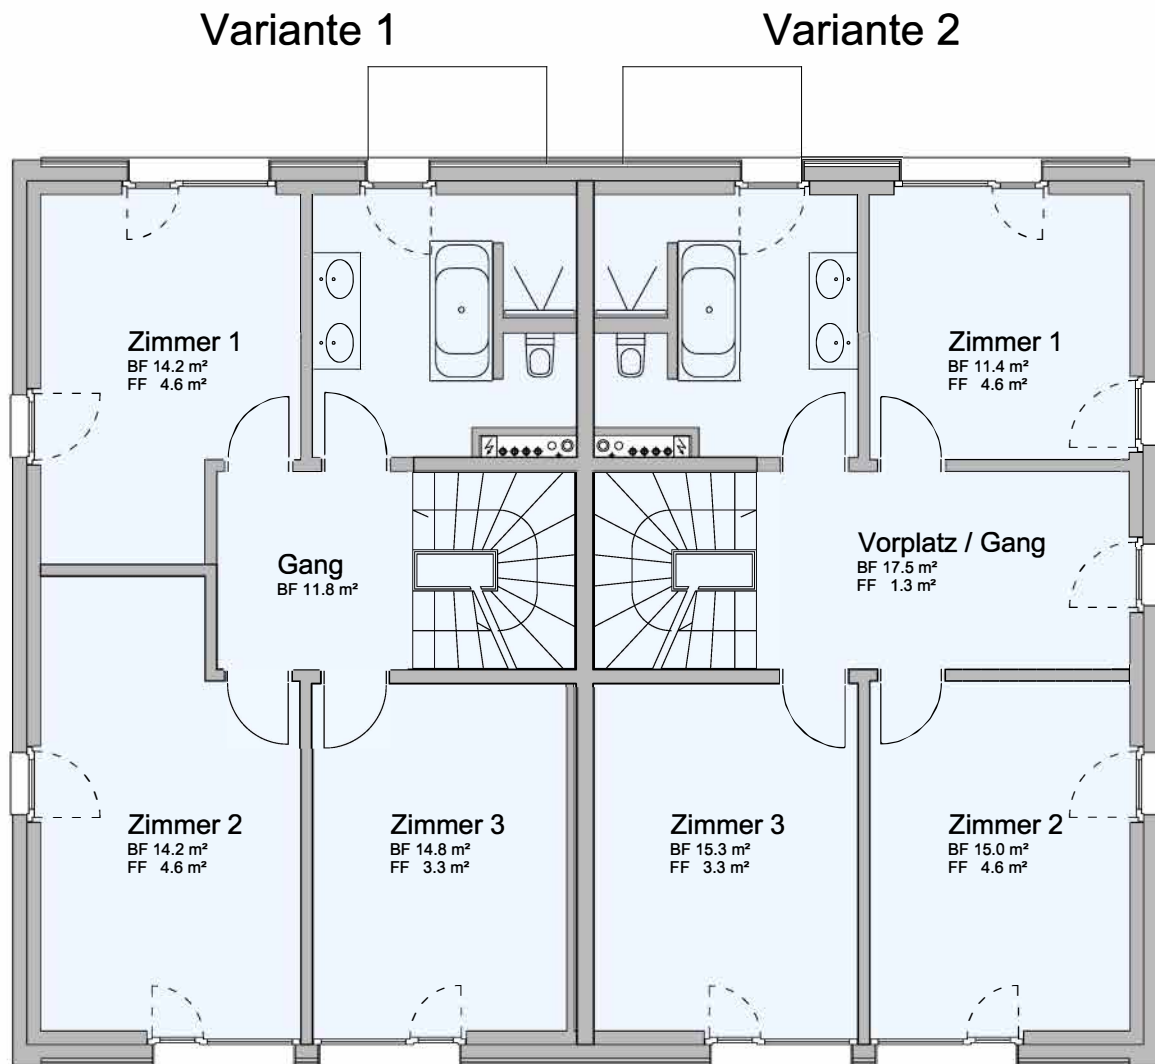 Variante 1
Variante 2
Zimmer 1
BF 14.2 m²
FF 4.6 m²
Zimmer 1
BF 11.4 m²
FF 4.6 m²
Gang
BF 11.8 m²
Vorplatz / Gang
BF 17.5 m²
FF 1.3 m²
Zimmer 2
BF 14.2 m²
FF 4.6 m²
Zimmer 3
BF 14.8 m²
FF 3.3 m²
Zimmer 3
BF 15.3 m²
FF 3.3 m²
Zimmer 2
BF 15.0 m²
FF 4.6 m²